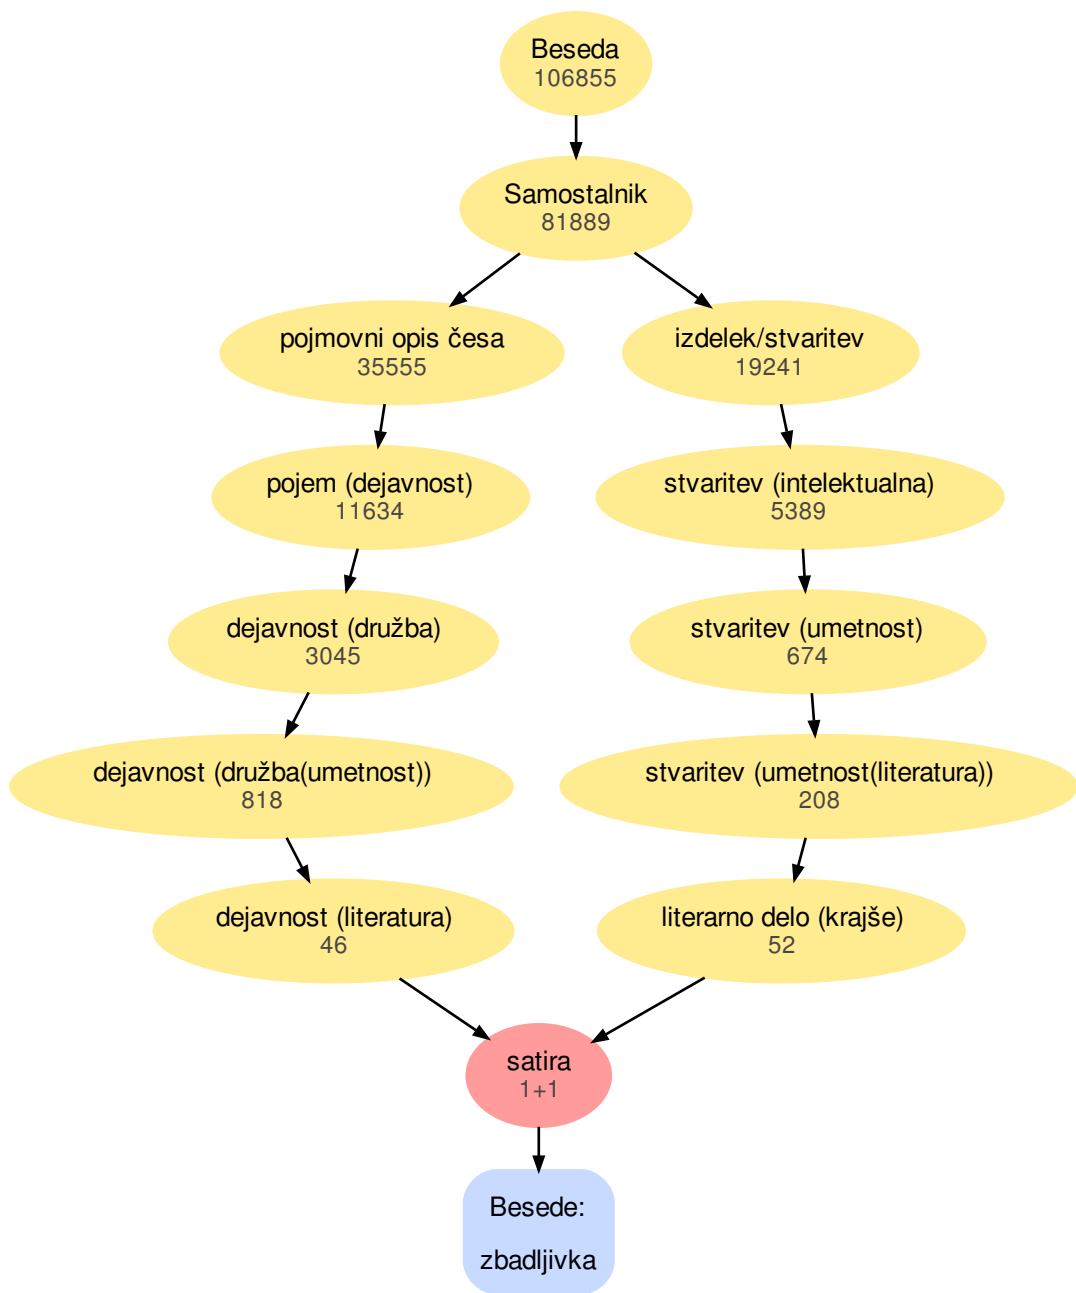 Beseda
106855
Samostalnik
81889
pojmovni opis česa
35555
izdelek/stvaritev
19241
pojem (dejavnost)
11634
stvaritev (intelektualna)
5389
dejavnost (družba)
3045
stvaritev (umetnost)
674
dejavnost (družba(umetnost))
818
stvaritev (umetnost(literatura))
208
dejavnost (literatura)
46
literarno delo (krajše)
52
satira
1+1
Besede:
zbadljivka